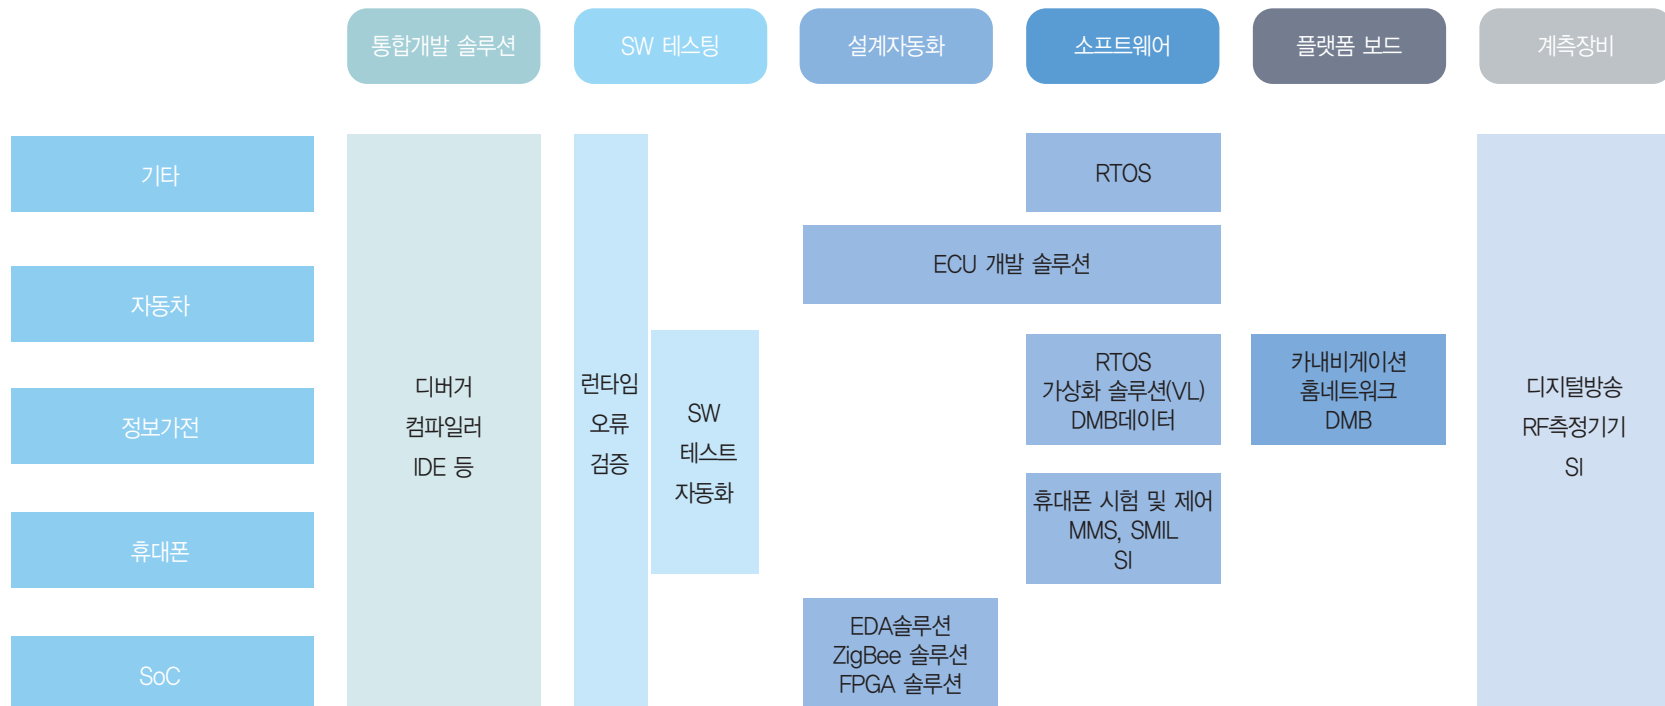 통합개발 솔루션
SW 테스팅
설계자동화
소프트웨어
플랫폼 보드
계측장비
기타
자동차
정보가전
휴대폰
SoC
디버거
컴파일러
IDE 등
런타임
오류
검증
SW
테스트
자동화
RTOS
ECU 개발 솔루션
RTOS
가상화 솔루션(VL)
DMB데이터
휴대폰 시험 및 제어
MMS, SMIL
SI
EDA솔루션
ZigBee 솔루션
FPGA 솔루션
카내비게이션
홈네트워크
DMB
디지털방송
RF측정기기
SI